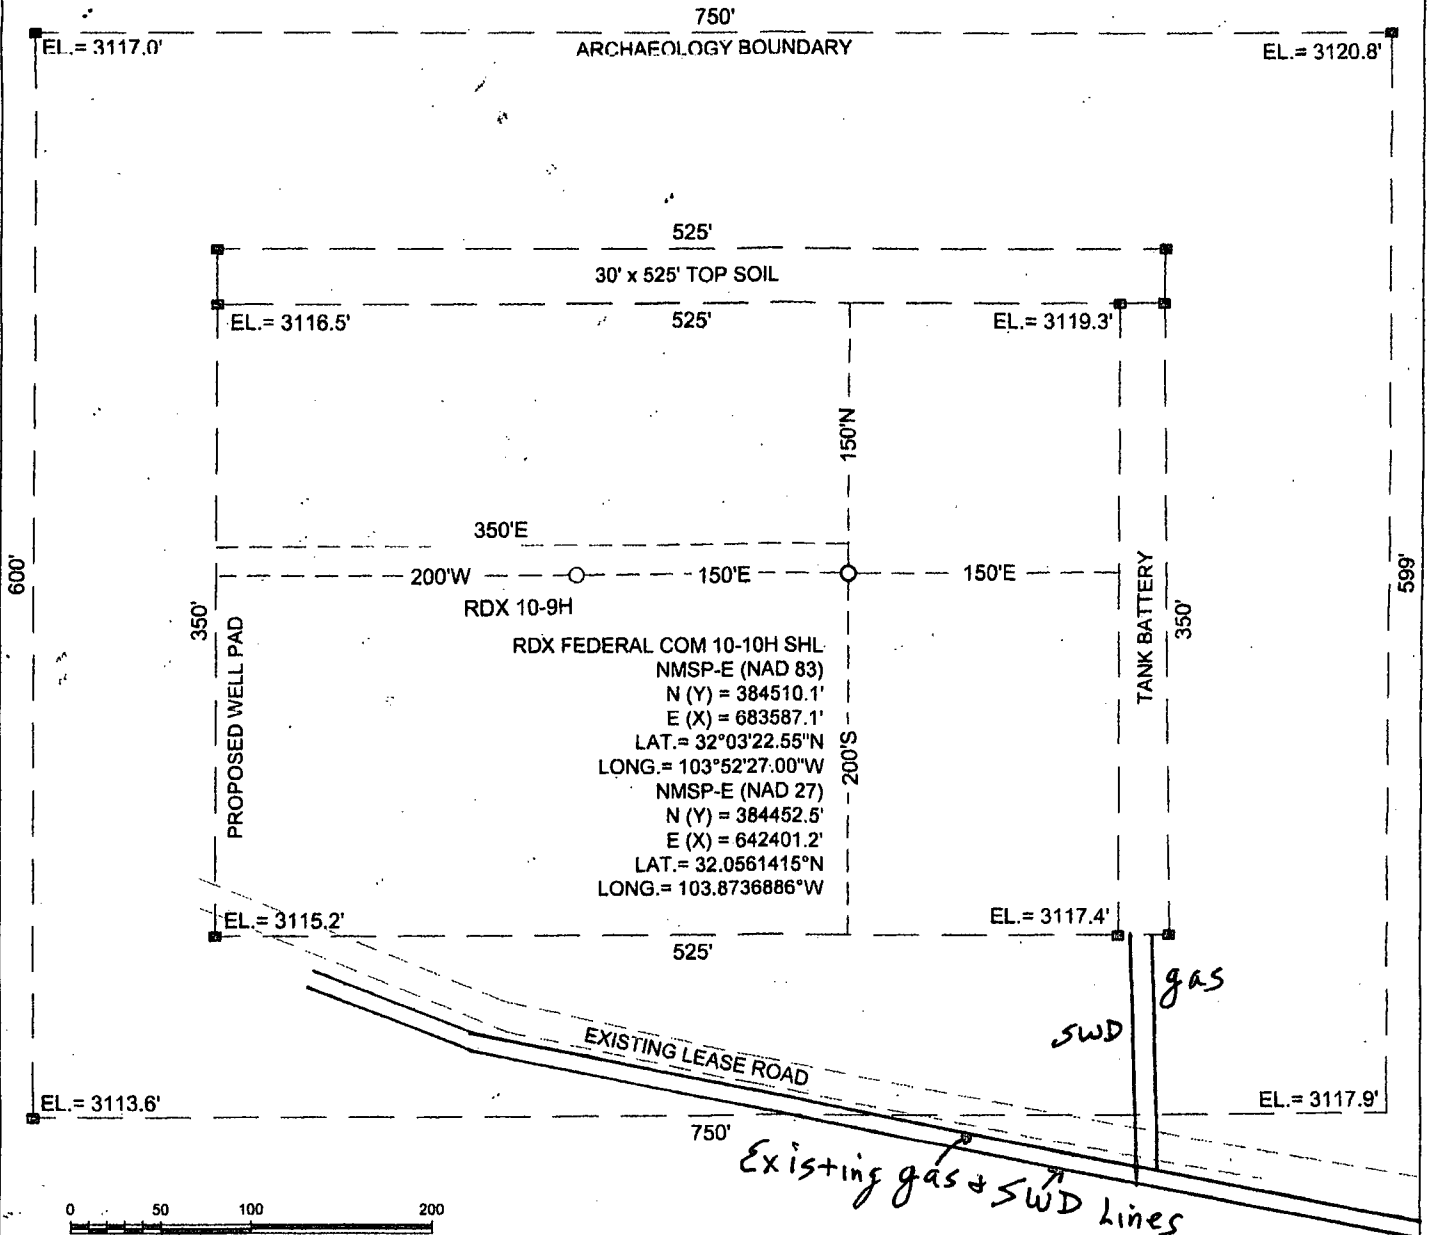 750'
EL.= 3117.0'
ARCHAEOLOGY BOUNDARY
EL.= 3120.8'
525'
30' x 525' TOP SOIL
EL.= 3116.5'
525'
EL.= 3119.3'
150'N
350'E
200'W
150'E
150'E
RDX 10-9H
600'
350'
PROPOSED WELL PAD
TANK BATTERY
350'
599'
RDX FEDERAL COM 10-10H SHL
NMSP-E (NAD 83)
N (Y) = 384510.1'
E (X) = 683587.1'
LAT.= 32°03'22.55"N
LONG.= 103°52'27.00"W
NMSP-E (NAD 27)
N (Y) = 384452.5'
E (X) = 642401.2'
LAT.= 32.0561415°N
LONG.= 103.8736886°W
200'S
EL.= 3115.2'
EL.= 3117.4'
525'
gas
SWD
EXISTING LEASE ROAD
EL.= 3113.6'
EL.= 3117.9'
750'
Existing gas & SWD Lines
0 50 100 200